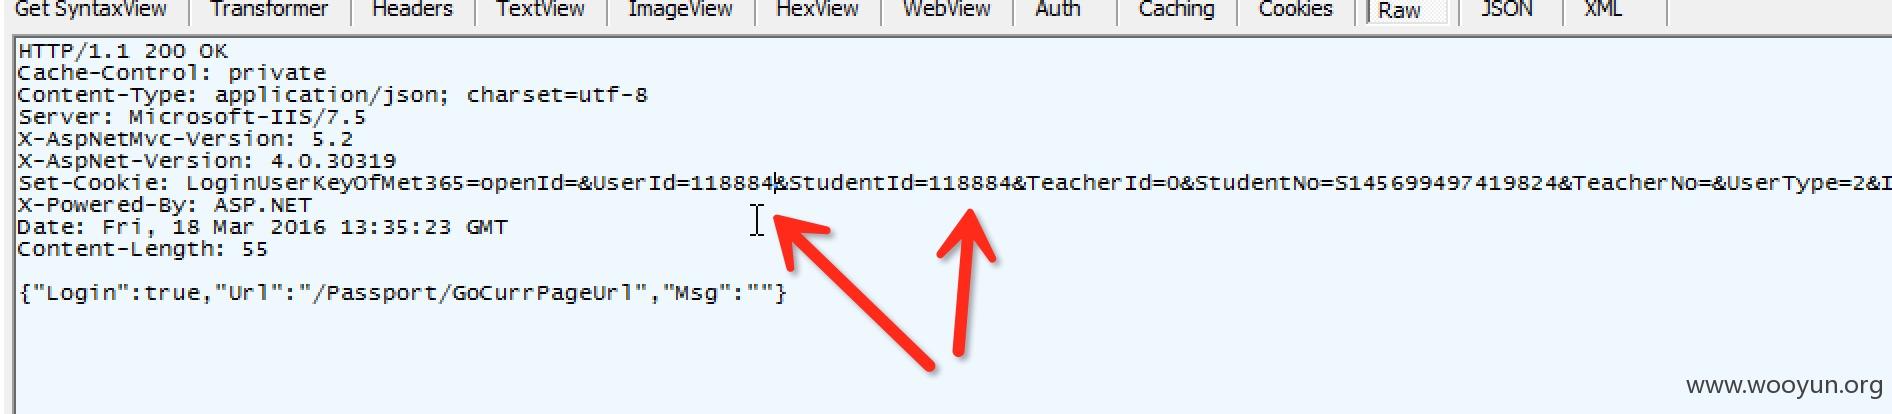 Get SyntaxView Transformer Headers TextView ImageView HexView WebView Auth Caching Cookies Raw JSON XML
HTTP/1.1 200 OK
Cache-Control: private
Content-Type: application/json; charset=utf-8
Server: Microsoft-IIS/7.5
X-AspNetMvc-Version: 5.2
X-AspNet-Version: 4.0.30319
Set-Cookie: LoginUserKeyOfMet365=openId=&UserId=118884&StudentId=118884&TeacherId=0&StudentNo=S145699497419824&TeacherNo=&UserType=2&I
X-Powered-By: ASP.NET
Date: Fri, 18 Mar 2016 13:35:23 GMT
Content-Length: 55
{"Login":true,"Url":"/Passport/GoCurrPageUrl","Msg":""}
www.wooyun.org